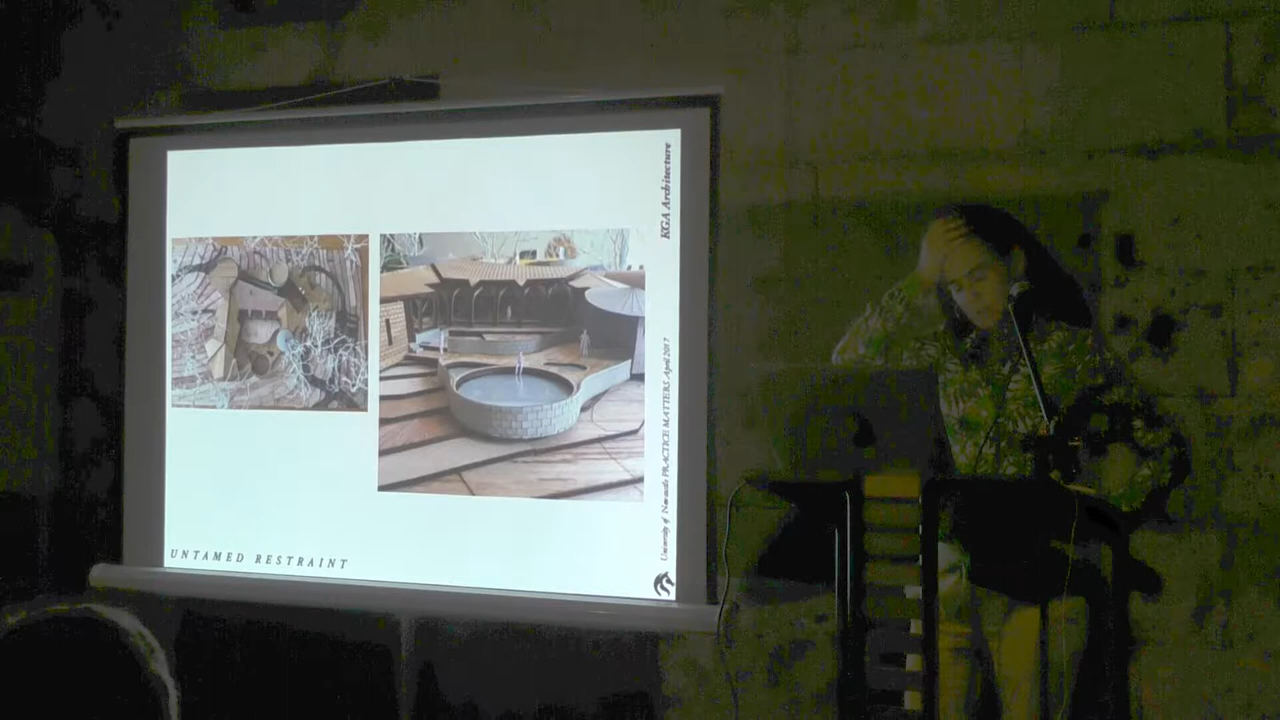 KGA Architecture
University of Nevada PRACTICE MATTERS April 2017
UNTAMED RESTRAINT